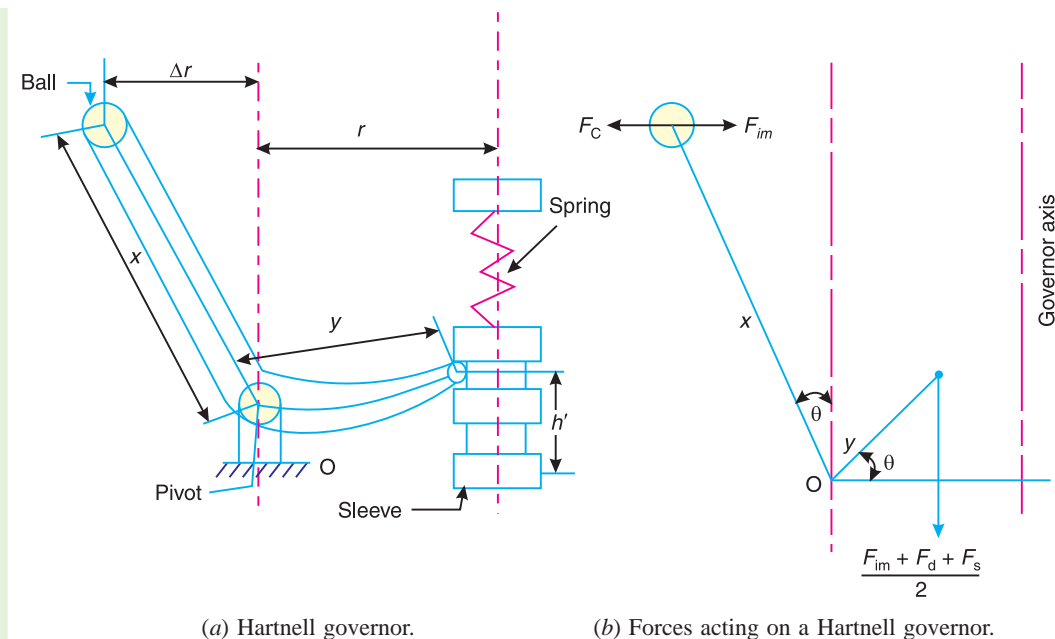 Ball
Δr
r
x
Spring
y
h′
O
Pivot
Sleeve
(a) Hartnell governor.
F_C
F_im
x
Governor axis
θ
y
θ
O
F_im + F_d + F_s
2
(b) Forces acting on a Hartnell governor.